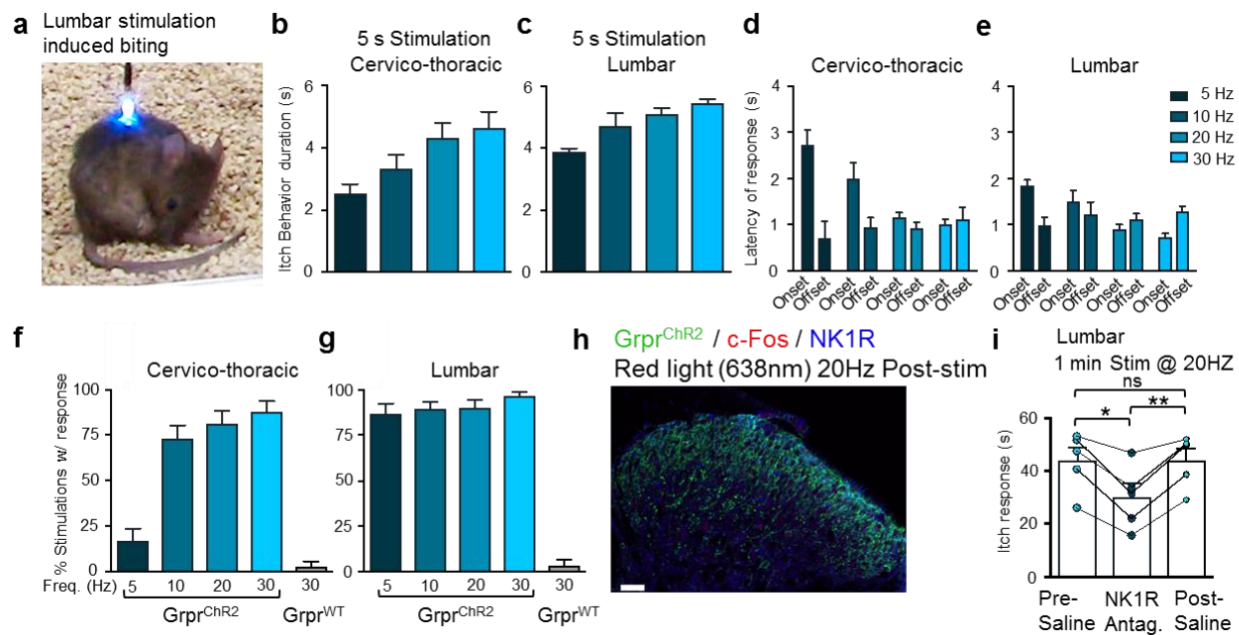 a Lumbar stimulation
induced biting
b
5 s Stimulation
Cervico-thoracic
Itch Behavior duration (s)
6
4
2
0
c
5 s Stimulation
Lumbar
6
4
2
0
d
Cervico-thoracic
Latency of response (s)
4
3
2
1
0
Onset Offset Onset Offset Onset Offset Onset Offset
e
Lumbar
4
3
2
1
0
Onset Offset Onset Offset Onset Offset Onset Offset
5 Hz
10 Hz
20 Hz
30 Hz
f
Cervico-thoracic
% Stimulations w/ response
100
75
50
25
0
Freq. (Hz) 5 10 20 30 30
GrprChR2 GrprWT
g
Lumbar
100
75
50
25
0
5 10 20 30 30
GrprChR2 GrprWT
h GrprChR2 / c-Fos / NK1R
Red light (638nm) 20Hz Post-stim
i Lumbar
1 min Stim @ 20HZ
ns
* **
Itch response (s)
60
40
20
0
Pre- NK1R Post-
Saline Antag. Saline